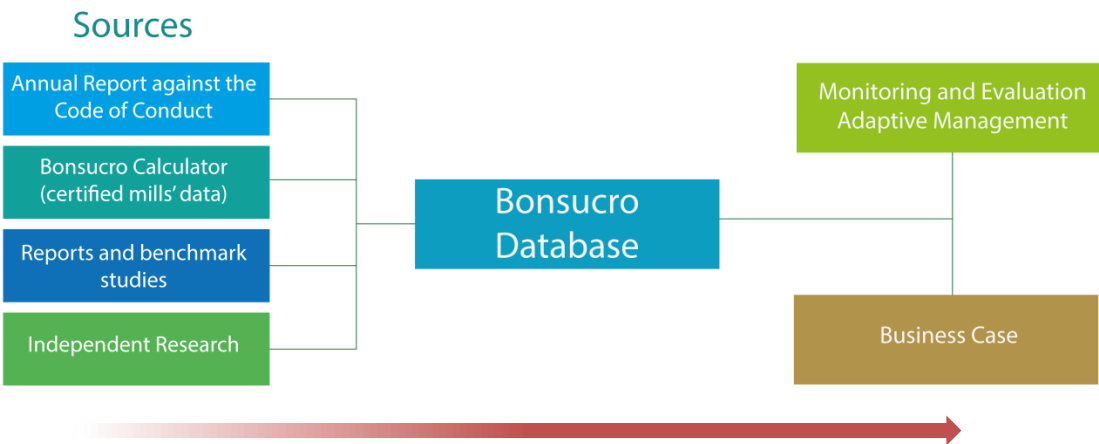 Sources
Annual Report against the
Code of Conduct
Bonsucro Calculator
(certified mills' data)
Reports and benchmark
studies
Independent Research
Bonsucro
Database
Monitoring and Evaluation
Adaptive Management
Business Case